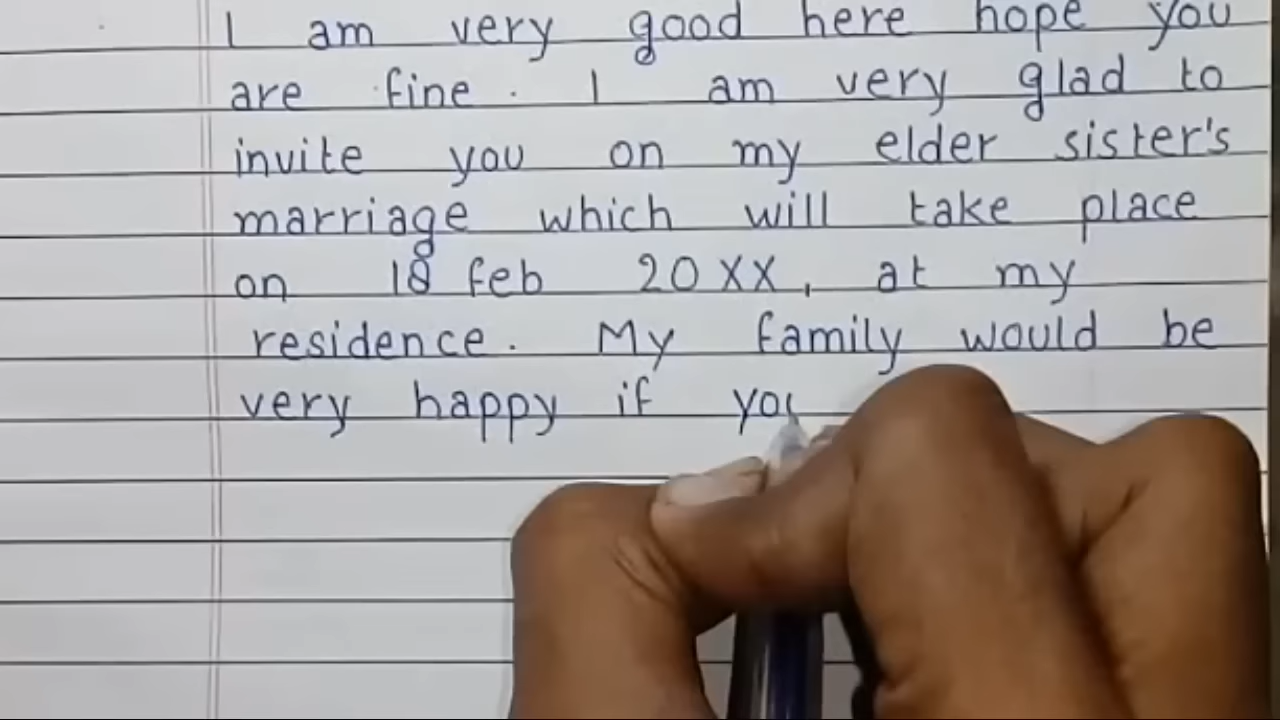 I am very good here hope you
are fine. I am very glad to
invite you on my elder sister's
marriage which will take place
on 18 feb 20XX, at my
residence. My family would be
very happy if you